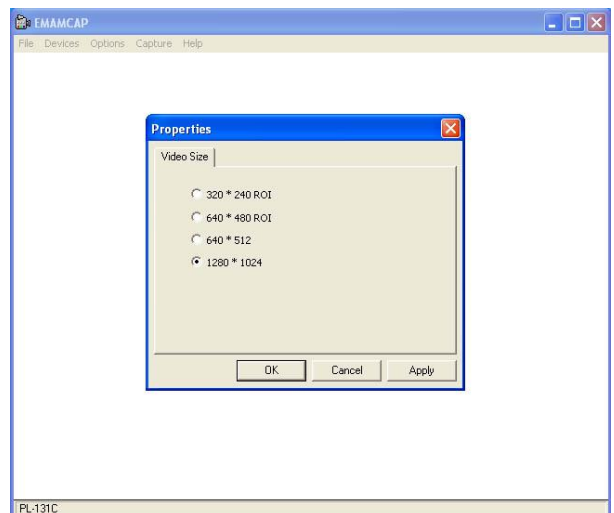 EMAMCAP
File Devices Options Capture Help
Properties
Video Size
320 * 240 ROI
640 * 480 ROI
640 * 512
1280 * 1024
OK Cancel Apply
PL-131C